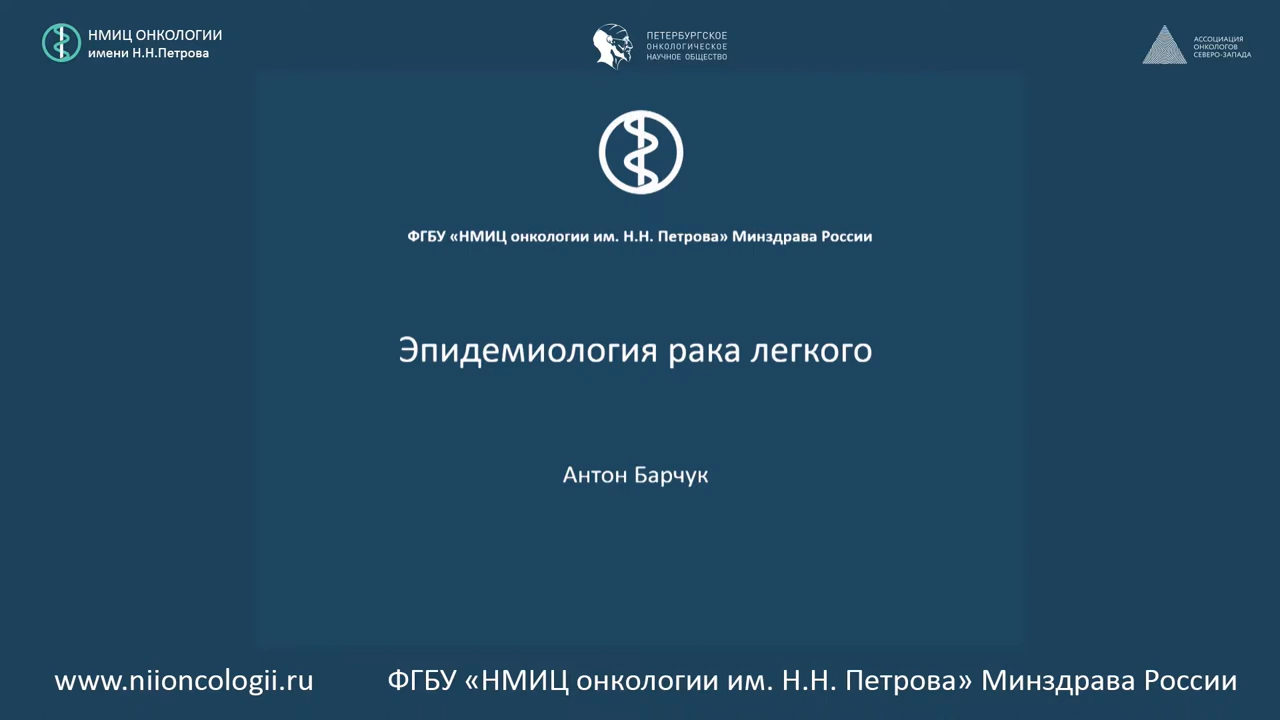 НМИЦ ОНКОЛОГИИ
имени Н.Н.Петрова
ПЕТЕРБУРГСКОЕ
ОНКОЛОГИЧЕСКОЕ
НАУЧНОЕ ОБЩЕСТВО
АССОЦИАЦИЯ
ОНКОЛОГОВ
СЕВЕРО-ЗАПАДА
ФГБУ «НМИЦ онкологии им. Н.Н. Петрова» Минздрава России
Эпидемиология рака легкого
Антон Барчук
www.niioncologii.ru
ФГБУ «НМИЦ онкологии им. Н.Н. Петрова» Минздрава России